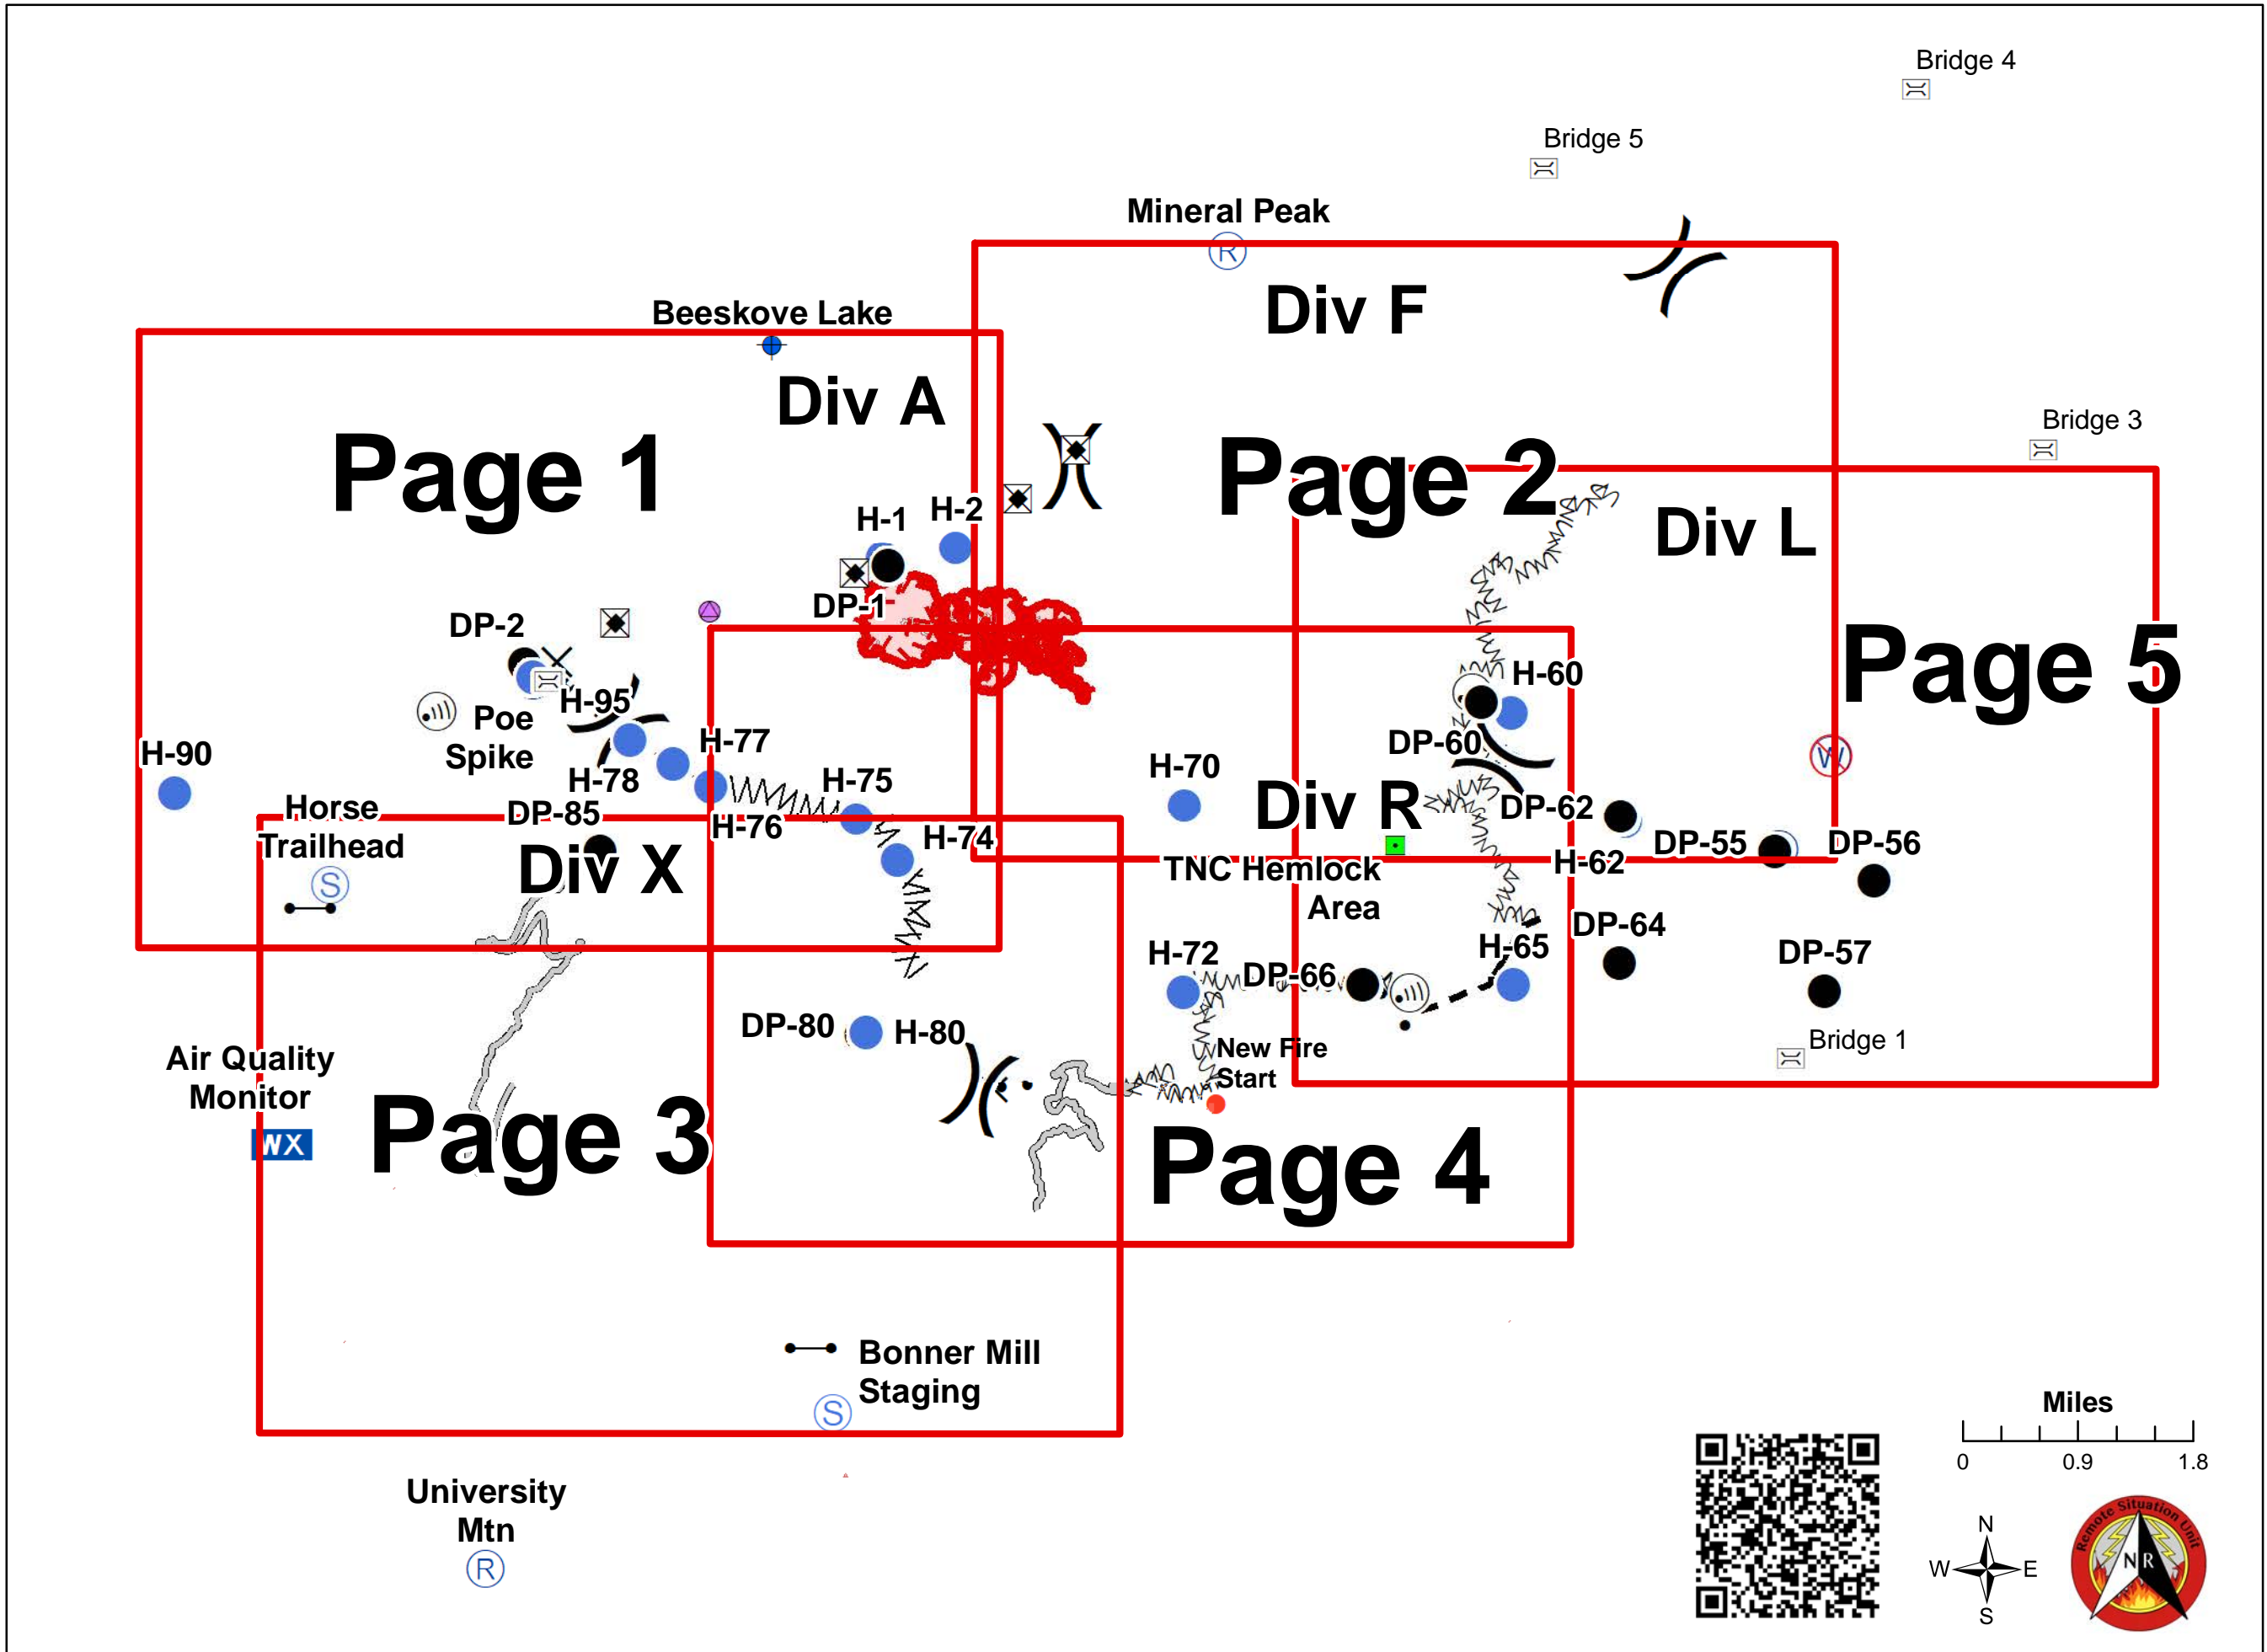 Bridge 4
Bridge 5
Mineral Peak
R
Div F
Beeskove Lake
Div A
Bridge 3
Page 1
Page 2
Div L
H-1
H-2
DP-1
DP-2
Page 5
H-60
H-95
Poe
Spike
DP-60
H-77
H-78
H-90
W
H-70
H-75
Div R
Horse
Trailhead
DP-85
H-76
DP-62
H-74
DP-55
DP-56
H-62
Div X
TNC Hemlock
Area
S
DP-64
H-65
H-72
DP-66
DP-57
DP-80
H-80
Bridge 1
New Fire
Start
Air Quality
Monitor
WX
Page 3
Page 4
Bonner Mill
Staging
S
University
Mtn
R
Miles
0
0.9
1.8
N
W
E
S
Remote Situation Unit
N R